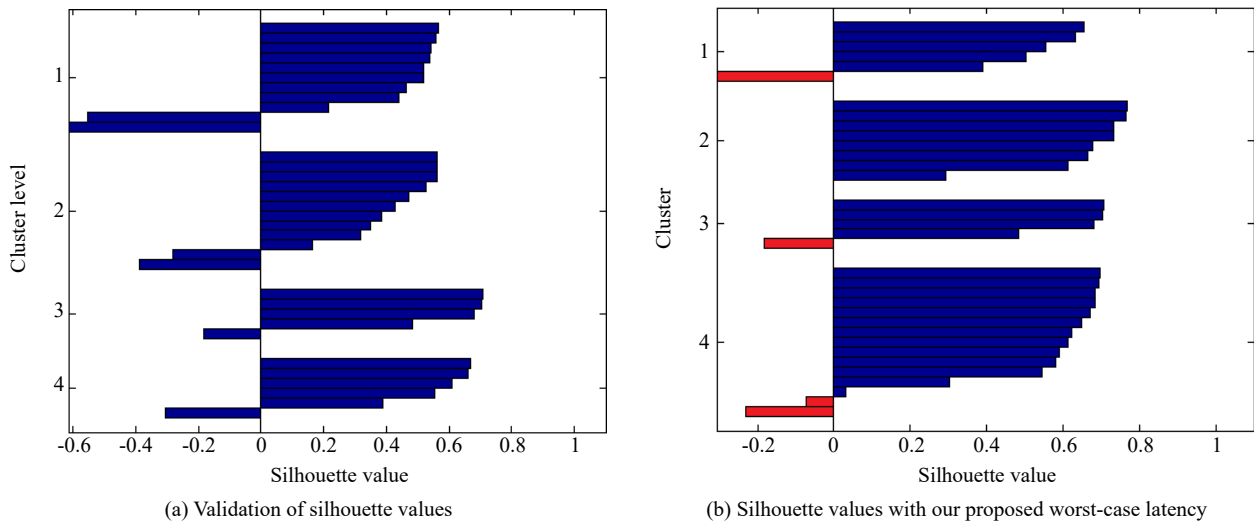 1
2
3
4
Cluster level
-0.6 -0.4 -0.2 0 0.2 0.4 0.6 0.8 1
Silhouette value
(a) Validation of silhouette values
1
2
3
4
Cluster
-0.2 0 0.2 0.4 0.6 0.8 1
Silhouette value
(b) Silhouette values with our proposed worst-case latency